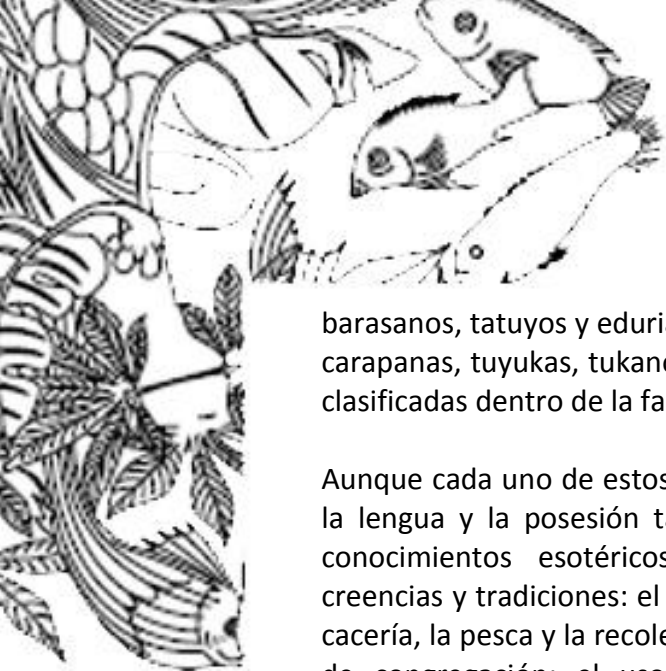 barasanos, tatuyos y eduria
carapanas, tuyukas, tukano
clasificadas dentro de la fa
Aunque cada uno de estos
la lengua y la posesión ta
conocimientos esotéricos
creencias y tradiciones: el
cacería, la pesca y la recole
de congregación: el uso